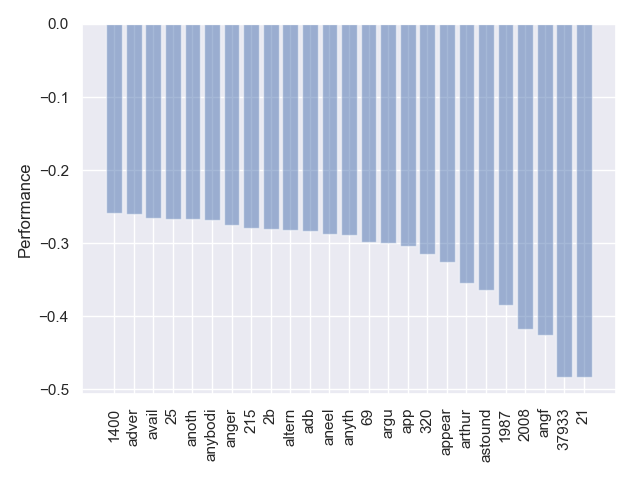 0.0
−0.1
−0.2
−0.3
−0.4
−0.5
Performance
1400
adver
avail
25
anoth
anybodi
anger
215
2b
altern
adb
aneel
anyth
69
argu
app
320
appear
arthur
astound
1987
2008
angf
37933
21